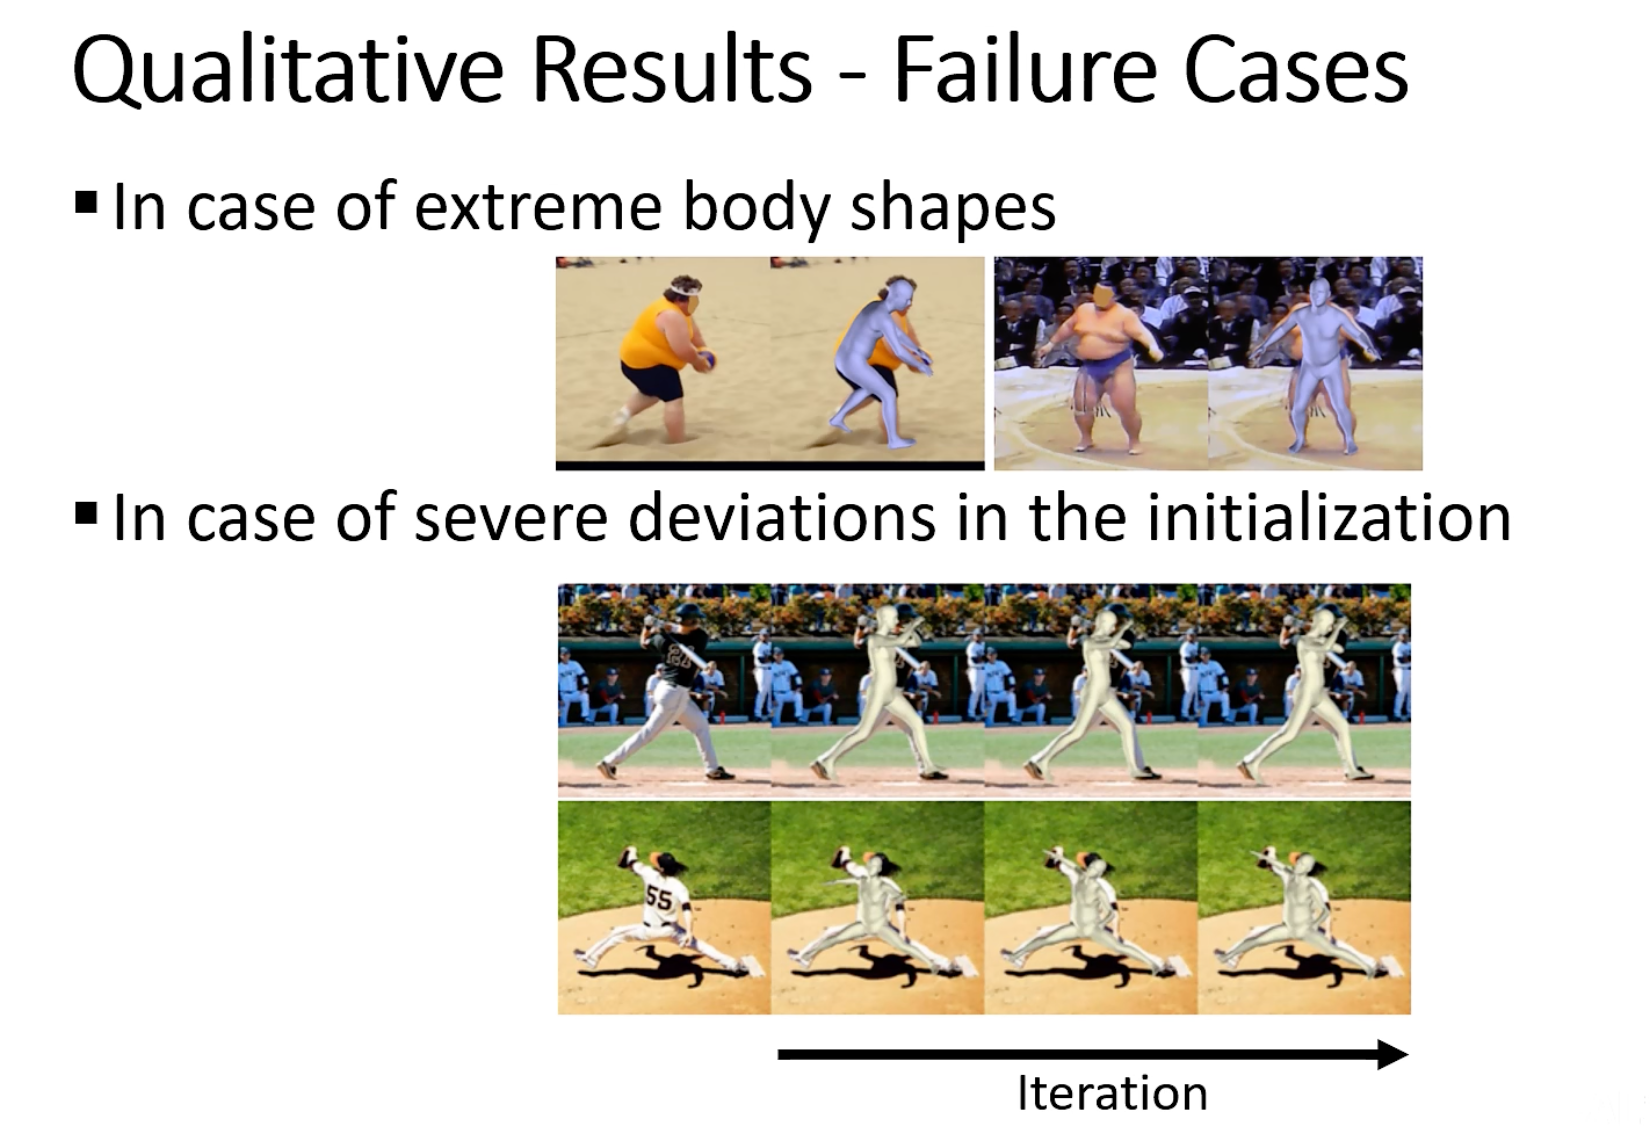 Qualitative Results - Failure Cases
▪ In case of extreme body shapes
▪ In case of severe deviations in the initialization
55
Iteration